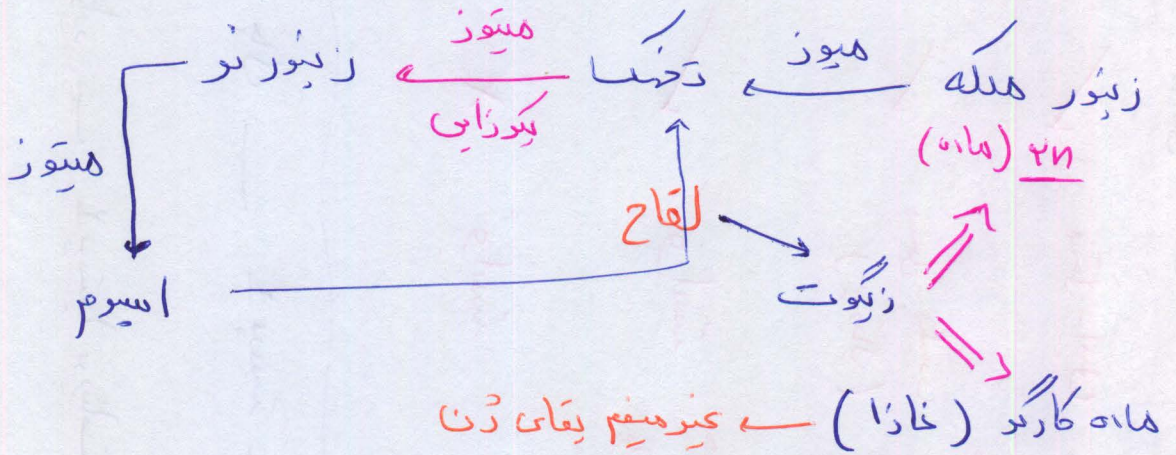 زنبور ملکه میوز تخمک میتوز بکرزایی زنبور نر
2n (ماده)
میتوز
لقاح
زیگوت
اسپرم
ماده کارگر (نازا) غیرمستقیم بقای ژن